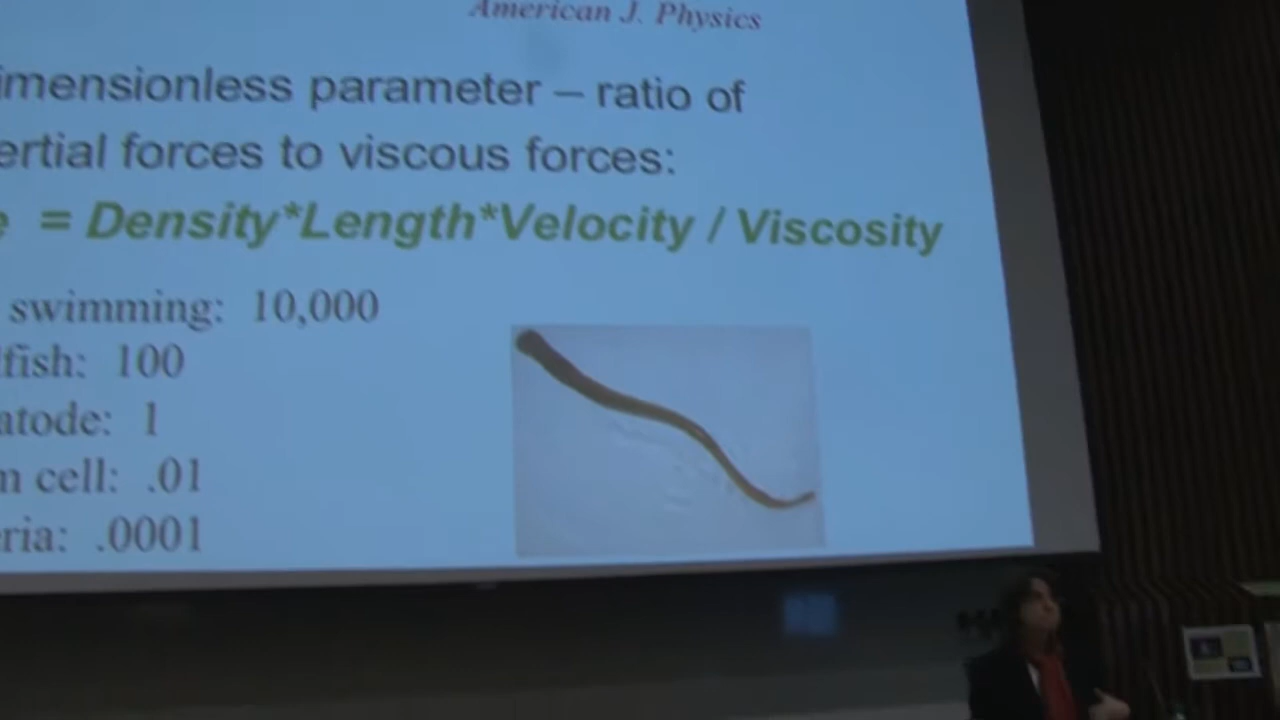 American J. Physics
imensionless parameter – ratio of
ertial forces to viscous forces:
e = Density*Length*Velocity / Viscosity
swimming: 10,000
fish: 100
atode: 1
m cell: .01
ria: .0001